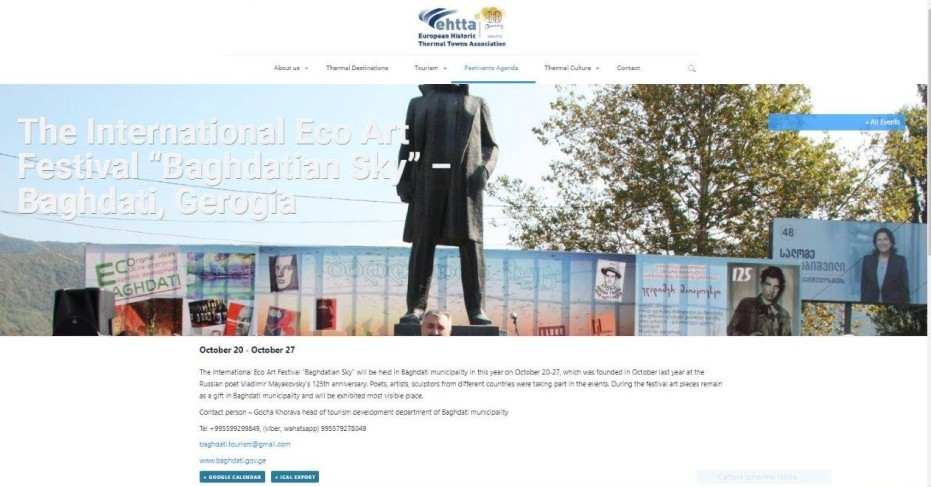 ehtta
10
European Historic
Thermal Towns Association
About us
Thermal Destinations
Tourism
Festivents Agenda
Thermal Culture
Contact
+ All Events
The International Eco Art
Festival "Baghdatian Sky" –
Baghdati, Gerogia
48
ᲡᲐᲚᲝᲛᲔ
ECO
BAGHDATI
125
October 20 - October 27
The International Eco Art Festival "Baghdatian Sky" will be held in Baghdati municipality in this year on October 20-27, which was founded in October last year at the
Russian poet Vladimir Mayakovsky's 125th anniversary. Poets, artists, sculptors from different countries were taking part in the events. During the festival art pieces remain
as a gift in Baghdati municipality and will be exhibited most visible place.
Contact person – Gocha Khorava head of tourism development department of Baghdati municipality
Tel +995599299849, (viber, wahatsapp) 995579278049
baghdati.tourism@gmail.com
www.baghdati.gov.ge
+ GOOGLE CALENDAR
+ ICAL EXPORT
Cattura schermo intero